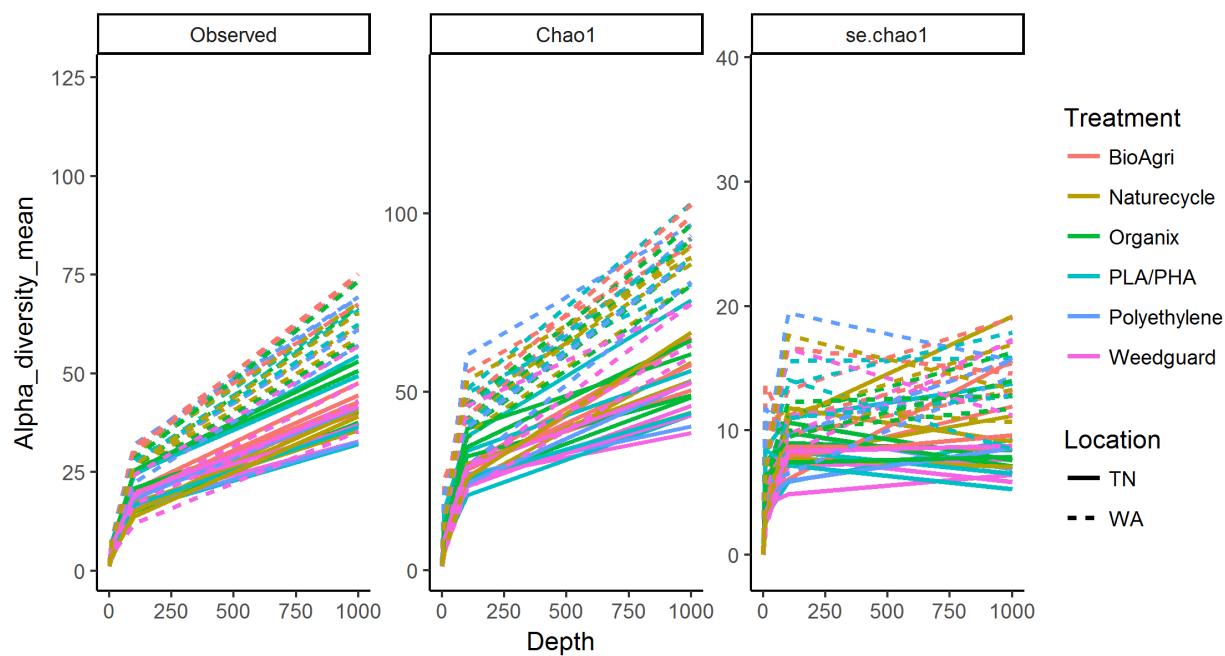 Observed
Chao1
se.chao1
Alpha_diversity_mean
125
100
75
50
25
0
100
50
0
40
30
20
10
0
0 250 500 750 1000
0 250 500 750 1000
0 250 500 750 1000
Depth
Treatment
BioAgri
Naturecycle
Organix
PLA/PHA
Polyethylene
Weedguard
Location
TN
WA